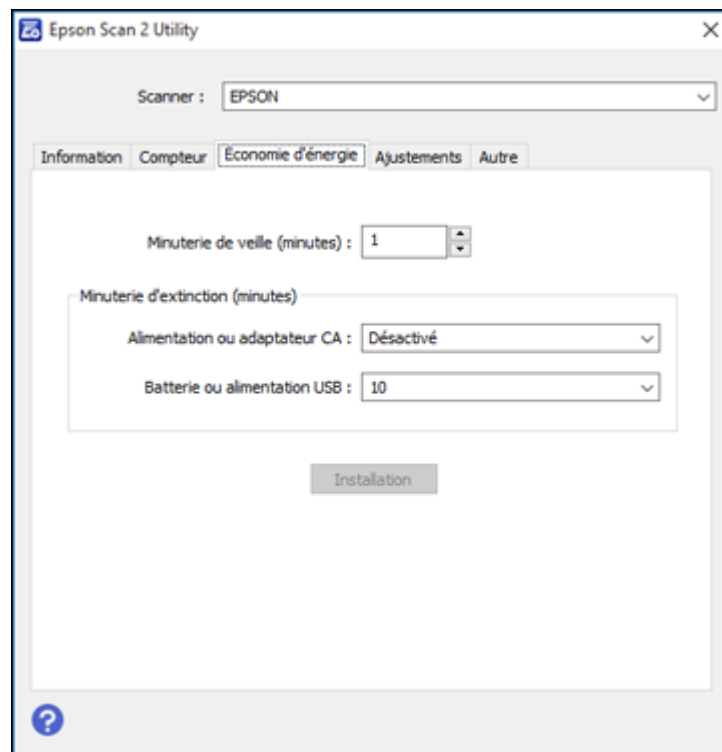 Epson Scan 2 Utility
Scanner : EPSON
Information Compteur Économie d'énergie Ajustements Autre
Minuterie de veille (minutes) : 1
Minuterie d'extinction (minutes)
Alimentation ou adaptateur CA : Désactivé
Batterie ou alimentation USB : 10
Installation
?